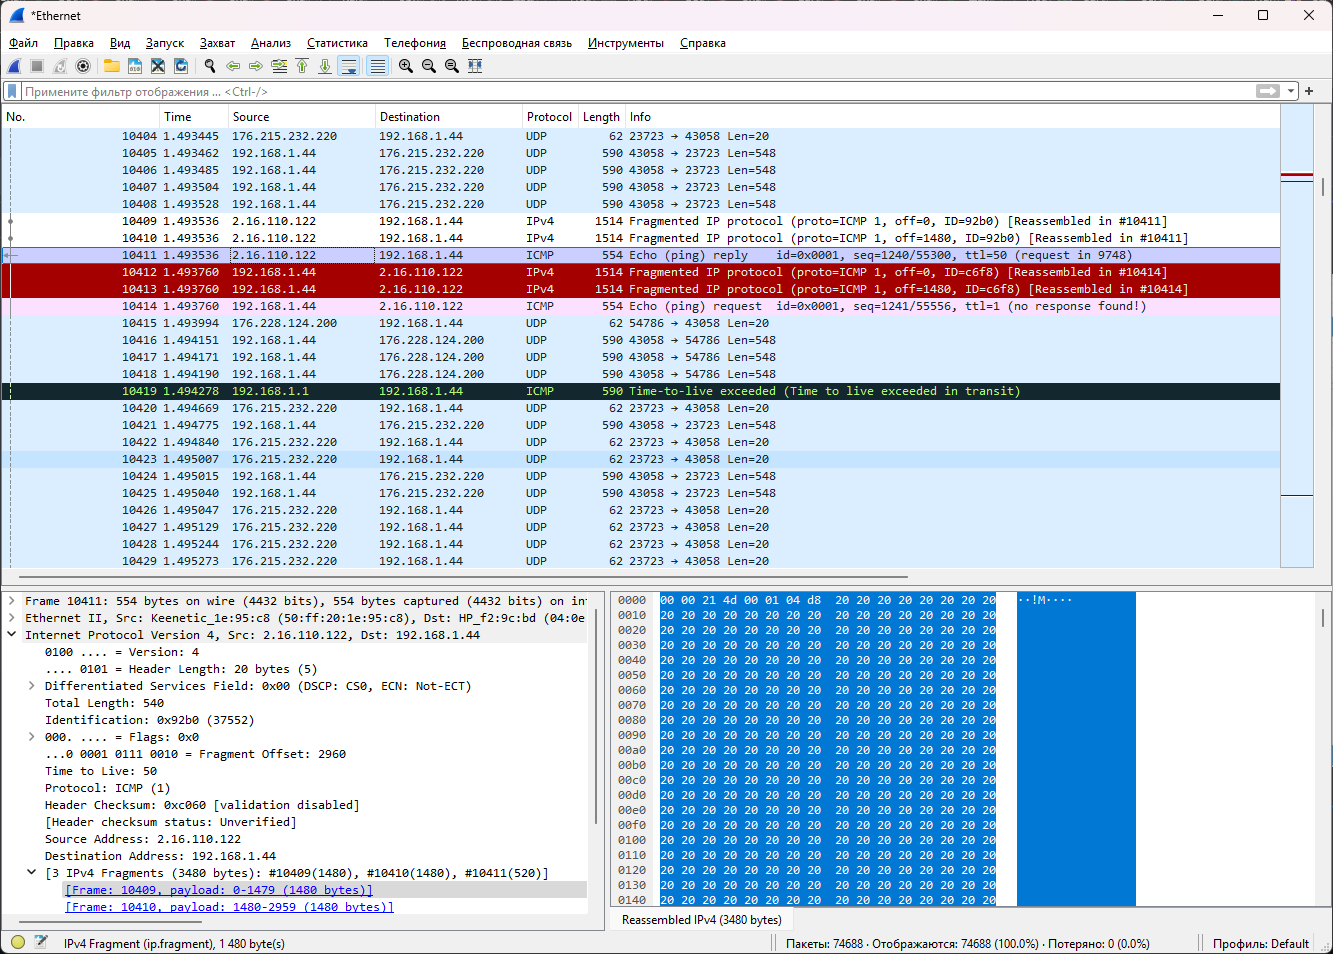 *Ethernet
Файл Правка Вид Запуск Захват Анализ Статистика Телефония Беспроводная связь Инструменты Справка
Примените фильтр отображения ... <Ctrl-/>
No. Time Source Destination Protocol Length Info
10404 1.493445 176.215.232.220 192.168.1.44 UDP 62 23723 → 43058 Len=20
10405 1.493462 192.168.1.44 176.215.232.220 UDP 590 43058 → 23723 Len=548
10406 1.493485 192.168.1.44 176.215.232.220 UDP 590 43058 → 23723 Len=548
10407 1.493504 192.168.1.44 176.215.232.220 UDP 590 43058 → 23723 Len=548
10408 1.493528 192.168.1.44 176.215.232.220 UDP 590 43058 → 23723 Len=548
10409 1.493536 2.16.110.122 192.168.1.44 IPv4 1514 Fragmented IP protocol (proto=ICMP 1, off=0, ID=92b0) [Reassembled in #10411]
10410 1.493536 2.16.110.122 192.168.1.44 IPv4 1514 Fragmented IP protocol (proto=ICMP 1, off=1480, ID=92b0) [Reassembled in #10411]
10411 1.493536 2.16.110.122 192.168.1.44 ICMP 554 Echo (ping) reply id=0x0001, seq=1240/55300, ttl=50 (request in 9748)
10412 1.493760 192.168.1.44 2.16.110.122 IPv4 1514 Fragmented IP protocol (proto=ICMP 1, off=0, ID=c6f8) [Reassembled in #10414]
10413 1.493760 192.168.1.44 2.16.110.122 IPv4 1514 Fragmented IP protocol (proto=ICMP 1, off=1480, ID=c6f8) [Reassembled in #10414]
10414 1.493760 192.168.1.44 2.16.110.122 ICMP 554 Echo (ping) request id=0x0001, seq=1241/55556, ttl=1 (no response found!)
10415 1.493994 176.228.124.200 192.168.1.44 UDP 62 54786 → 43058 Len=20
10416 1.494151 192.168.1.44 176.228.124.200 UDP 590 43058 → 54786 Len=548
10417 1.494171 192.168.1.44 176.228.124.200 UDP 590 43058 → 54786 Len=548
10418 1.494190 192.168.1.44 176.228.124.200 UDP 590 43058 → 54786 Len=548
10419 1.494278 192.168.1.1 192.168.1.44 ICMP 590 Time-to-live exceeded (Time to live exceeded in transit)
10420 1.494669 176.215.232.220 192.168.1.44 UDP 62 23723 → 43058 Len=20
10421 1.494775 192.168.1.44 176.215.232.220 UDP 590 43058 → 23723 Len=548
10422 1.494840 176.215.232.220 192.168.1.44 UDP 62 23723 → 43058 Len=20
10423 1.495007 176.215.232.220 192.168.1.44 UDP 62 23723 → 43058 Len=20
10424 1.495015 192.168.1.44 176.215.232.220 UDP 590 43058 → 23723 Len=548
10425 1.495040 192.168.1.44 176.215.232.220 UDP 590 43058 → 23723 Len=548
10426 1.495047 176.215.232.220 192.168.1.44 UDP 62 23723 → 43058 Len=20
10427 1.495129 176.215.232.220 192.168.1.44 UDP 62 23723 → 43058 Len=20
10428 1.495244 176.215.232.220 192.168.1.44 UDP 62 23723 → 43058 Len=20
10429 1.495273 176.215.232.220 192.168.1.44 UDP 62 23723 → 43058 Len=20
Frame 10411: 554 bytes on wire (4432 bits), 554 bytes captured (4432 bits) on in
Ethernet II, Src: Keenetic_1e:95:c8 (50:ff:20:1e:95:c8), Dst: HP_f2:9c:bd (04:0e
Internet Protocol Version 4, Src: 2.16.110.122, Dst: 192.168.1.44
0100 .... = Version: 4
.... 0101 = Header Length: 20 bytes (5)
Differentiated Services Field: 0x00 (DSCP: CS0, ECN: Not-ECT)
Total Length: 540
Identification: 0x92b0 (37552)
000. .... = Flags: 0x0
...0 0001 0111 0010 = Fragment Offset: 2960
Time to Live: 50
Protocol: ICMP (1)
Header Checksum: 0xc060 [validation disabled]
[Header checksum status: Unverified]
Source Address: 2.16.110.122
Destination Address: 192.168.1.44
[3 IPv4 Fragments (3480 bytes): #10409(1480), #10410(1480), #10411(520)]
[Frame: 10409, payload: 0-1479 (1480 bytes)]
[Frame: 10410, payload: 1480-2959 (1480 bytes)]
0000 00 00 21 4d 00 01 04 d8 20 20 20 20 20 20 20 20 ··!M····
0010 20 20 20 20 20 20 20 20 20 20 20 20 20 20 20 20
0020 20 20 20 20 20 20 20 20 20 20 20 20 20 20 20 20
0030 20 20 20 20 20 20 20 20 20 20 20 20 20 20 20 20
0040 20 20 20 20 20 20 20 20 20 20 20 20 20 20 20 20
0050 20 20 20 20 20 20 20 20 20 20 20 20 20 20 20 20
0060 20 20 20 20 20 20 20 20 20 20 20 20 20 20 20 20
0070 20 20 20 20 20 20 20 20 20 20 20 20 20 20 20 20
0080 20 20 20 20 20 20 20 20 20 20 20 20 20 20 20 20
0090 20 20 20 20 20 20 20 20 20 20 20 20 20 20 20 20
00a0 20 20 20 20 20 20 20 20 20 20 20 20 20 20 20 20
00b0 20 20 20 20 20 20 20 20 20 20 20 20 20 20 20 20
00c0 20 20 20 20 20 20 20 20 20 20 20 20 20 20 20 20
00d0 20 20 20 20 20 20 20 20 20 20 20 20 20 20 20 20
00e0 20 20 20 20 20 20 20 20 20 20 20 20 20 20 20 20
00f0 20 20 20 20 20 20 20 20 20 20 20 20 20 20 20 20
0100 20 20 20 20 20 20 20 20 20 20 20 20 20 20 20 20
0110 20 20 20 20 20 20 20 20 20 20 20 20 20 20 20 20
0120 20 20 20 20 20 20 20 20 20 20 20 20 20 20 20 20
0130 20 20 20 20 20 20 20 20 20 20 20 20 20 20 20 20
0140 20 20 20 20 20 20 20 20 20 20 20 20 20 20 20 20
Reassembled IPv4 (3480 bytes)
IPv4 Fragment (ip.fragment), 1 480 byte(s)
Пакеты: 74688 · Отображаются: 74688 (100.0%) · Потеряно: 0 (0.0%)
Профиль: Default